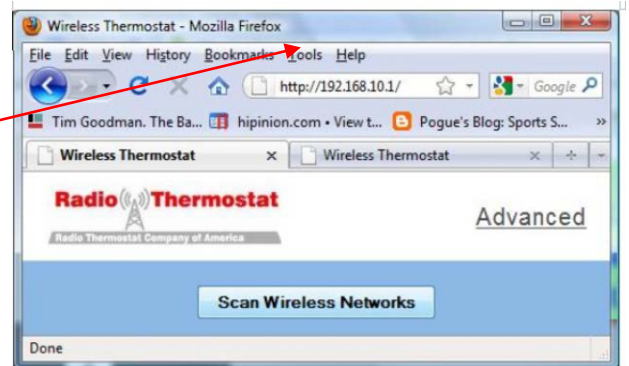 Wireless Thermostat - Mozilla Firefox
File Edit View History Bookmarks Tools Help
http://192.168.10.1/ Google
Tim Goodman. The Ba... hipinion.com • View t... Pogue's Blog: Sports S... »
Wireless Thermostat x Wireless Thermostat x
Radio Thermostat Advanced
Radio Thermostat Company of America
Scan Wireless Networks
Done